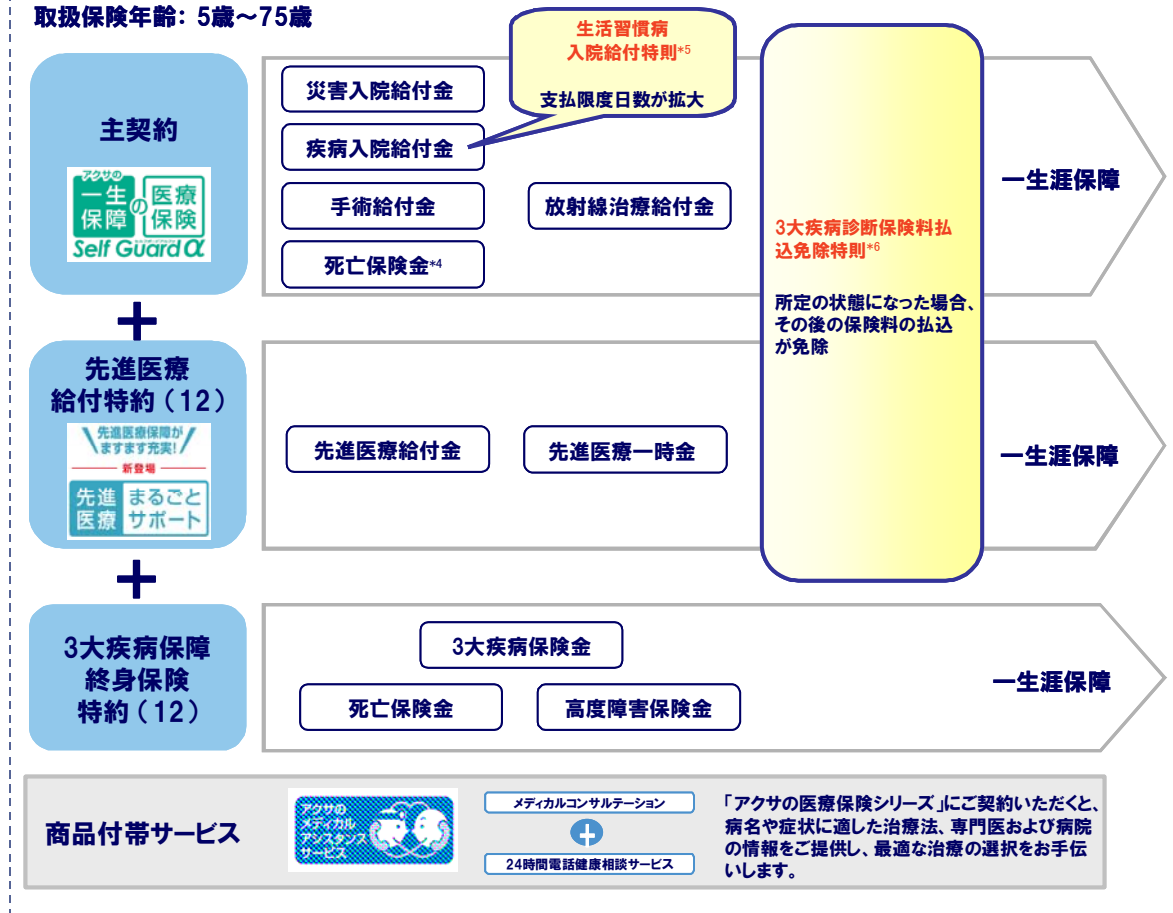 取扱保険年齢: 5歳～75歳
生活習慣病
入院給付特則*5
支払限度日数が拡大
主契約
アクサの
一生
保障
の
医療
保険
Self Guard α
災害入院給付金
疾病入院給付金
手術給付金
放射線治療給付金
死亡保険金*4
3大疾病診断保険料払
込免除特則*6
所定の状態になった場合、
その後の保険料の払込
が免除
一生涯保障
+
先進医療
給付特約（12）
先進医療保障が
ますます充実!
新登場
先進
医療
まるごと
サポート
先進医療給付金
先進医療一時金
一生涯保障
+
3大疾病保障
終身保険
特約（12）
3大疾病保険金
死亡保険金
高度障害保険金
一生涯保障
商品付帯サービス
アクサの
メディカル
アシスタンス
サービス
メディカルコンサルテーション
+
24時間電話健康相談サービス
「アクサの医療保険シリーズ」にご契約いただくと、
病名や症状に適した治療法、専門医および病院
の情報をご提供し、最適な治療の選択をお手伝
いします。